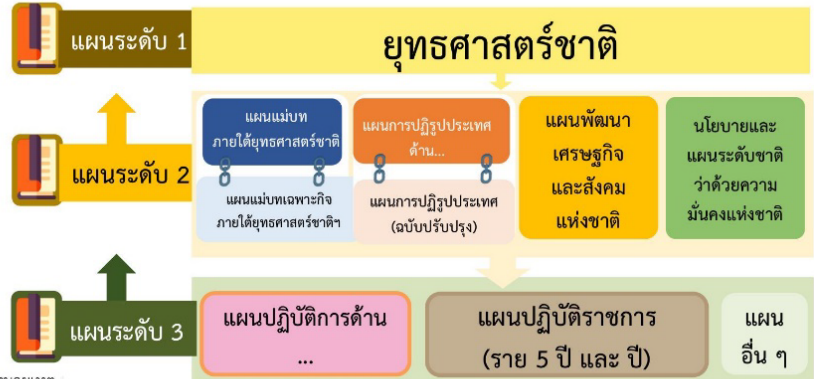 แผนระดับ 1
ยุทธศาสตร์ชาติ
แผนระดับ 2
แผนแม่บท
ภายใต้ยุทธศาสตร์ชาติ
แผนแม่บทเฉพาะกิจ
ภายใต้ยุทธศาสตร์ชาติฯ
แผนการปฏิรูปประเทศ
ด้าน...
แผนการปฏิรูปประเทศ
(ฉบับปรับปรุง)
แผนพัฒนา
เศรษฐกิจ
และสังคม
แห่งชาติ
นโยบายและ
แผนระดับชาติ
ว่าด้วยความ
มั่นคงแห่งชาติ
แผนระดับ 3
แผนปฏิบัติการด้าน
...
แผนปฏิบัติราชการ
(ราย 5 ปี และ ปี)
แผน
อื่น ๆ